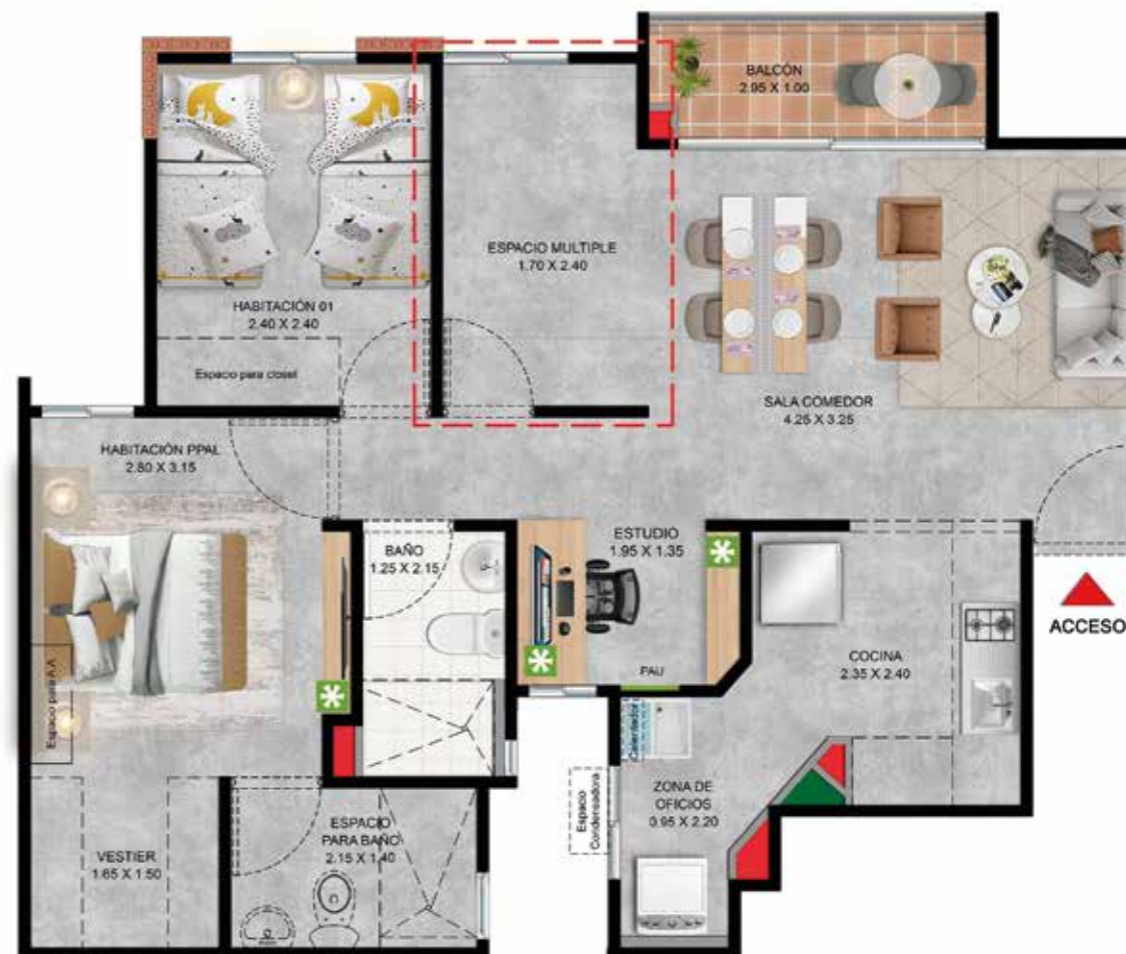 BALCÓN
2.95 X 1.00
ESPACIO MULTIPLE
1.70 X 2.40
HABITACIÓN 01
2.40 X 2.40
Espacio para closet
SALA COMEDOR
4.25 X 3.25
HABITACIÓN PPAL
2.80 X 3.15
BAÑO
1.25 X 2.15
ESTUDIO
1.95 X 1.35
ACCESO
COCINA
2.35 X 2.40
PAU
Espacio para A.A
Calentador
ZONA DE
OFICIOS
0.95 X 2.20
Espacio
Condensadora
ESPACIO
PARA BAÑO
2.15 X 1.40
VESTIER
1.65 X 1.50